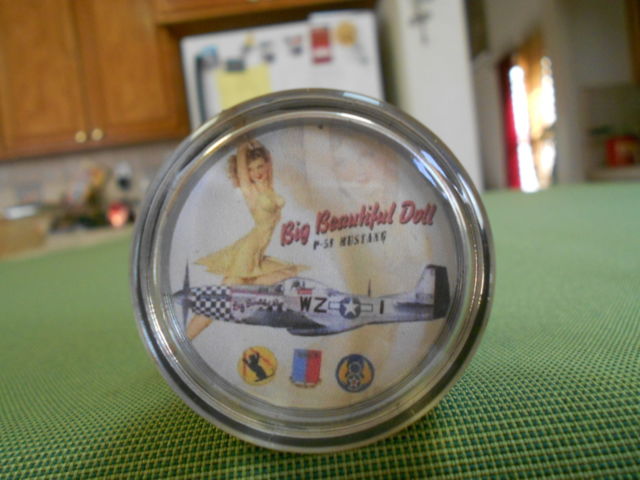 Big Beautiful Doll
P-51 MUSTANG
WZ I